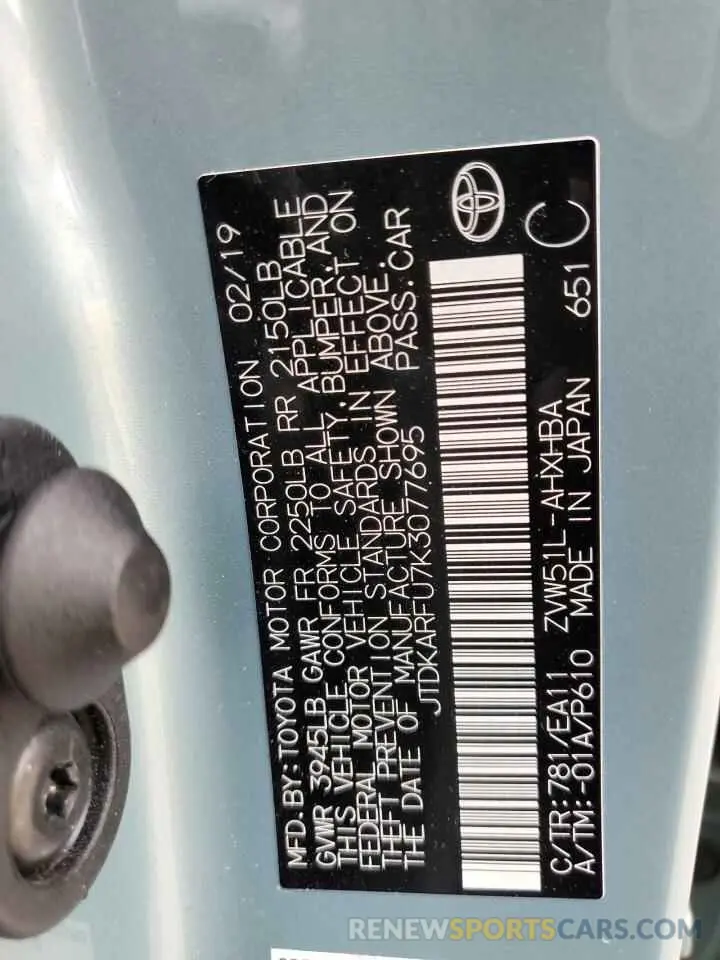 MFD. BY: TOYOTA MOTOR CORPORATION 02/19
GVWR 3945LB GAWR FR 2250LB RR 2150LB
THIS VEHICLE CONFORMS TO ALL APPLICABLE
FEDERAL MOTOR VEHICLE SAFETY, BUMPER, AND
THEFT PREVENTION STANDARDS IN EFFECT ON
THE DATE OF MANUFACTURE SHOWN ABOVE.
JTDKARFU7K3077695 PASS. CAR
C/TR: 781/EA11 ZVW51L-AHXHBA
A/TM: -01A/P610 MADE IN JAPAN 651
C
RENEWSPORTSCARS.COM